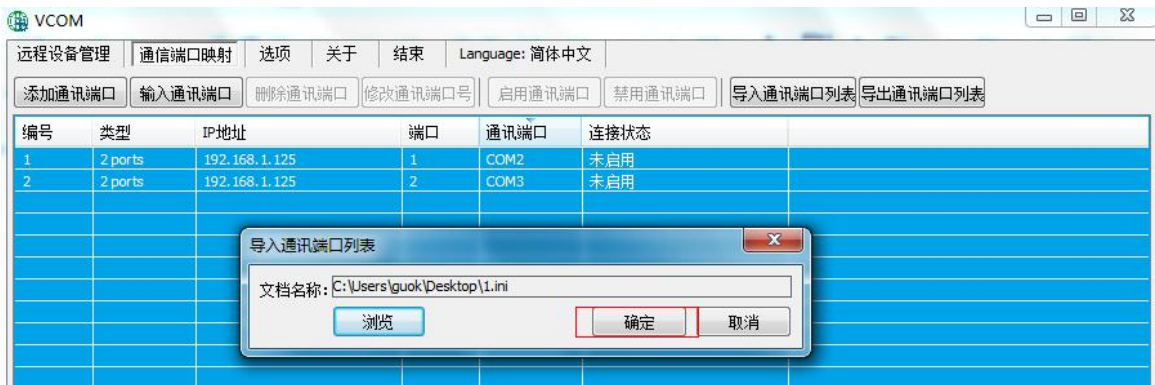 VCOM
远程设备管理 通信端口映射 选项 关于 结束 Language: 简体中文
添加通讯端口 输入通讯端口 删除通讯端口 修改通讯端口号 启用通讯端口 禁用通讯端口 导入通讯端口列表 导出通讯端口列表
编号 类型 IP地址 端口 通讯端口 连接状态
1 2 ports 192.168.1.125 1 COM2 未启用
2 2 ports 192.168.1.125 2 COM3 未启用
导入通讯端口列表
文档名称: C:\Users\guok\Desktop\1.ini
浏览 确定 取消